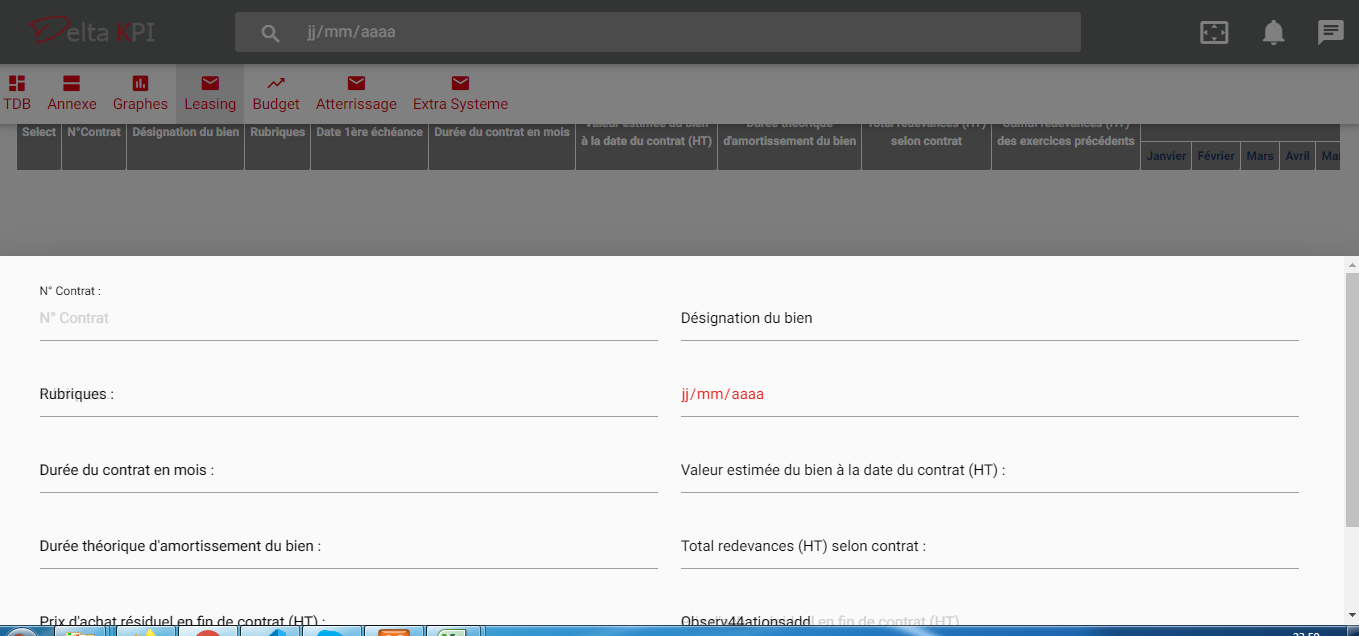 Delta KPI
jj/mm/aaaa
TDB Annexe Graphes Leasing Budget Atterrissage Extra Systeme
Select N°Contrat Désignation du bien Rubriques Date 1ère échéance Durée du contrat en mois
Valeur estimée du bien
à la date du contrat (HT)
Durée théorique
d'amortissement du bien
Total redevances (HT)
selon contrat
Cumul redevances (HT)
des exercices précédents
Janvier Février Mars Avril
N° Contrat :
N° Contrat
Désignation du bien
Rubriques :
jj/mm/aaaa
Durée du contrat en mois :
Valeur estimée du bien à la date du contrat (HT) :
Durée théorique d'amortissement du bien :
Total redevances (HT) selon contrat :
Prix d'achat résiduel en fin de contrat (HT) :
Observ44ationsadd en fin de contrat (HT)